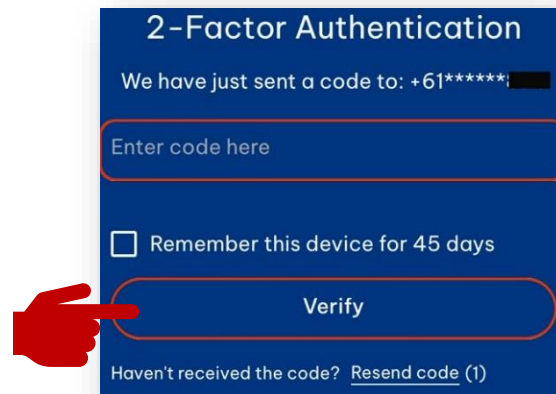 2-Factor Authentication
We have just sent a code to: +61******
Enter code here
Remember this device for 45 days
Verify
Haven't received the code? Resend code (1)